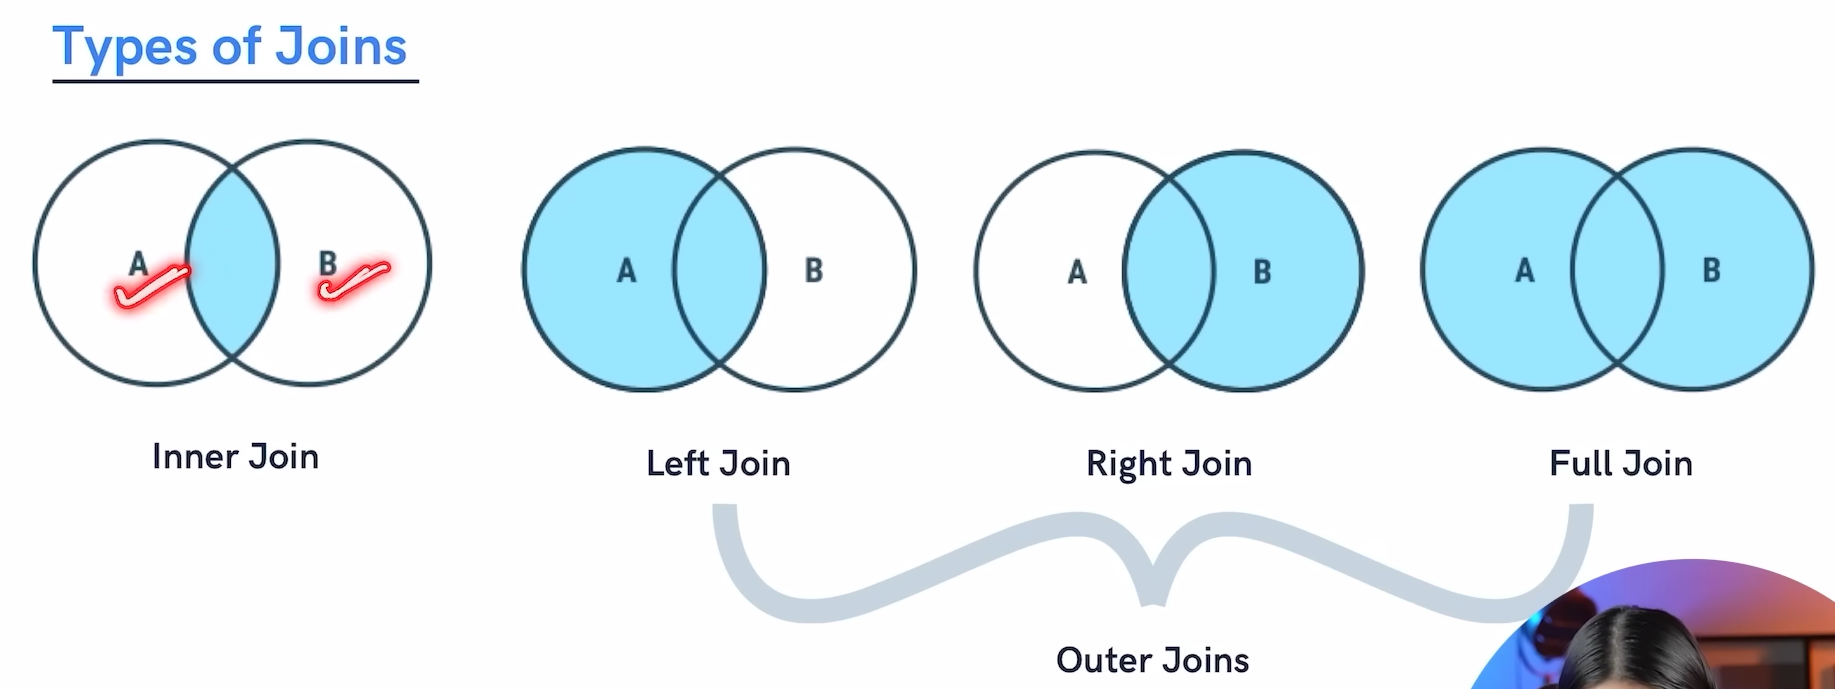 Types of Joins
A B
A B
A B
A B
Inner Join
Left Join
Right Join
Full Join
Outer Joins